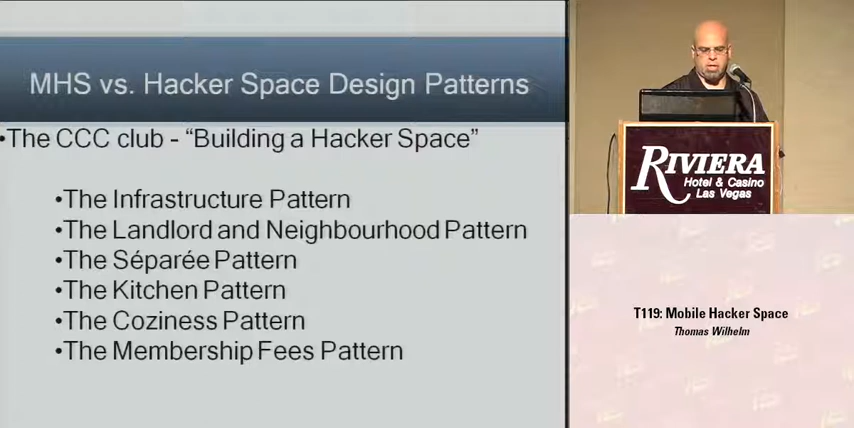 MHS vs. Hacker Space Design Patterns
•The CCC club - “Building a Hacker Space”
•The Infrastructure Pattern
•The Landlord and Neighbourhood Pattern
•The Séparée Pattern
•The Kitchen Pattern
•The Coziness Pattern
•The Membership Fees Pattern
RIVIERA
Hotel & Casino
Las Vegas
T119: Mobile Hacker Space
Thomas Wilhelm